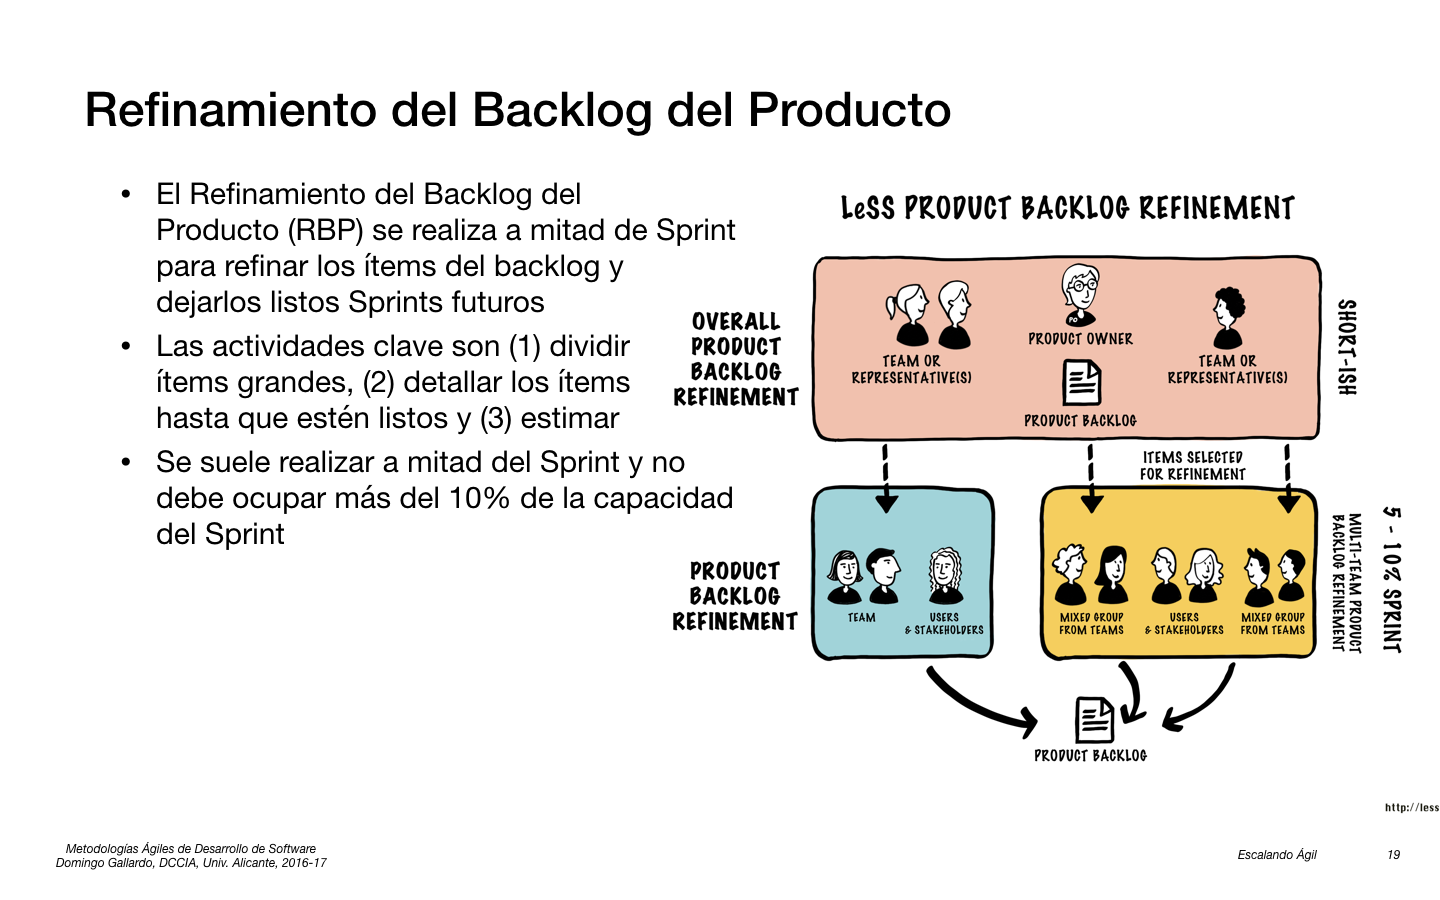 Refinamiento del Backlog del Producto
• El Refinamiento del Backlog del
Producto (RBP) se realiza a mitad de Sprint
para refinar los ítems del backlog y
dejarlos listos Sprints futuros
• Las actividades clave son (1) dividir
ítems grandes, (2) detallar los ítems
hasta que estén listos y (3) estimar
• Se suele realizar a mitad del Sprint y no
debe ocupar más del 10% de la capacidad
del Sprint
LeSS PRODUCT BACKLOG REFINEMENT
OVERALL
PRODUCT
BACKLOG
REFINEMENT
TEAM OR
REPRESENTATIVE(S)
PO
PRODUCT OWNER
PRODUCT BACKLOG
TEAM OR
REPRESENTATIVE(S)
SHORT-ISH
ITEMS SELECTED
FOR REFINEMENT
PRODUCT
BACKLOG
REFINEMENT
TEAM
USERS
& STAKEHOLDERS
MIXED GROUP
FROM TEAMS
USERS
& STAKEHOLDERS
MIXED GROUP
FROM TEAMS
MULTI-TEAM PRODUCT
BACKLOG REFINEMENT
5 - 10% SPRINT
PRODUCT BACKLOG
http://less
Metodologías Ágiles de Desarrollo de Software
Domingo Gallardo, DCCIA, Univ. Alicante, 2016-17
Escalando Ágil
19